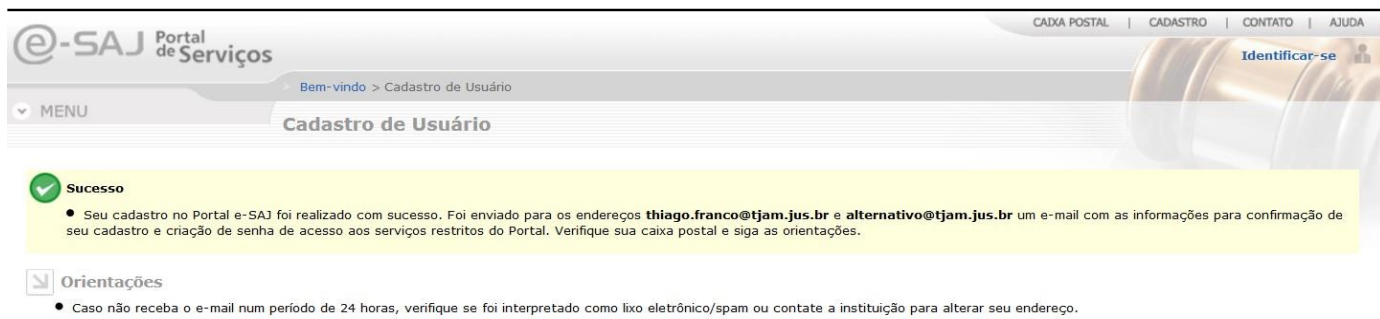 CAIXA POSTAL | CADASTRO | CONTATO | AJUDA
e-SAJ Portal de Serviços
Identificar-se
Bem-vindo > Cadastro de Usuário
MENU
Cadastro de Usuário
Sucesso
• Seu cadastro no Portal e-SAJ foi realizado com sucesso. Foi enviado para os endereços thiago.franco@tjam.jus.br e alternativo@tjam.jus.br um e-mail com as informações para confirmação de
seu cadastro e criação de senha de acesso aos serviços restritos do Portal. Verifique sua caixa postal e siga as orientações.
Orientações
• Caso não receba o e-mail num período de 24 horas, verifique se foi interpretado como lixo eletrônico/spam ou contate a instituição para alterar seu endereço.